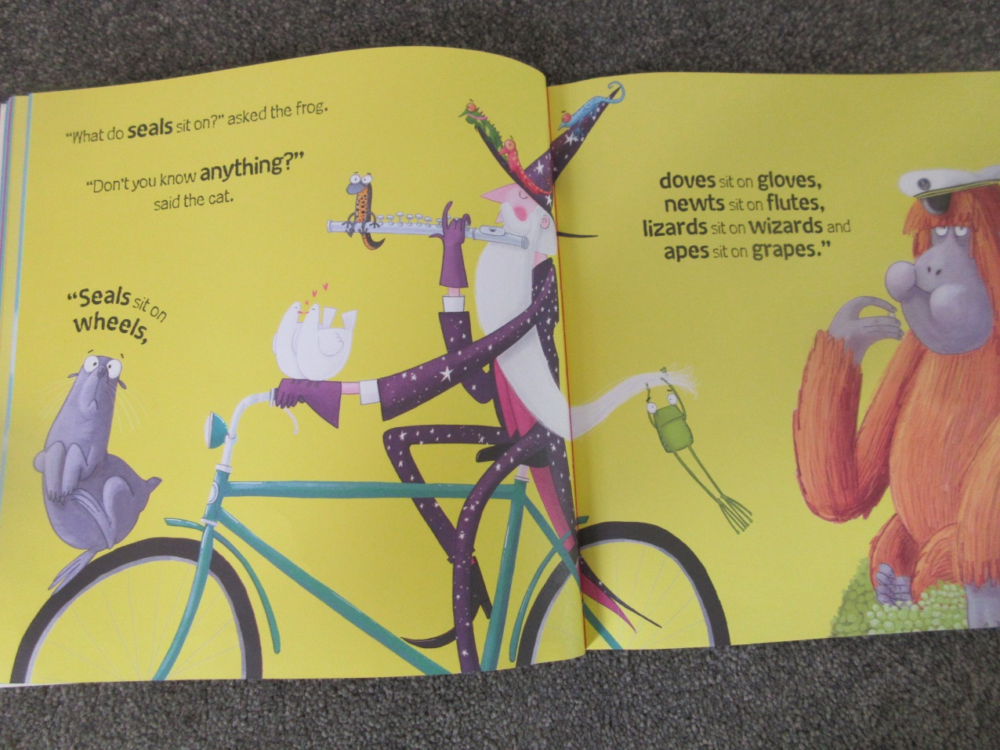 “What do seals sit on?” asked the frog.
“Don’t you know anything?”
said the cat.
“Seals sit on
wheels,
doves sit on gloves,
newts sit on flutes,
lizards sit on wizards and
apes sit on grapes.”